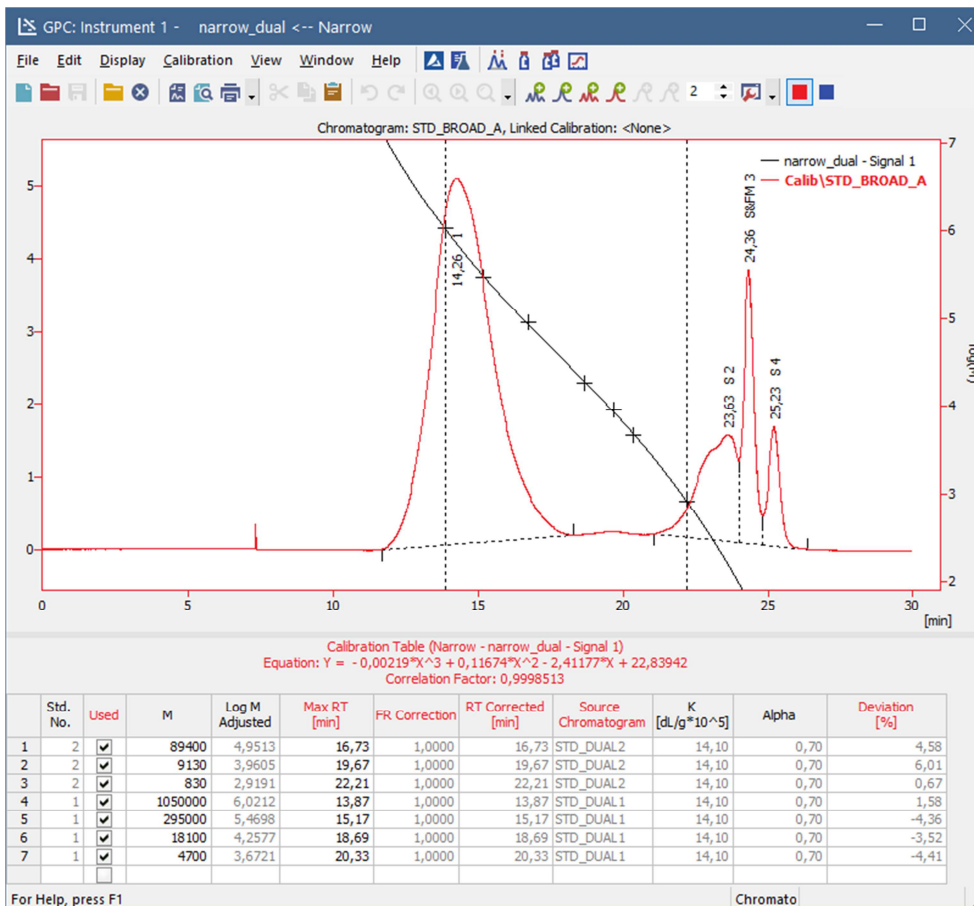 GPC: Instrument 1 - narrow_dual <-- Narrow
File Edit Display Calibration View Window Help
2
Chromatogram: STD_BROAD_A, Linked Calibration: <None>
narrow_dual - Signal 1
Calib\STD_BROAD_A
5
4
3
2
1
0
7
6
5
4
3
2
14,26 1
23,63 S 2
24,36 S&FM 3
25,23 S 4
0 5 10 15 20 25 30
[min]
Calibration Table (Narrow - narrow_dual - Signal 1)
Equation: Y = - 0,00219*X^3 + 0,11674*X^2 - 2,41177*X + 22,83942
Correlation Factor: 0,9998513
Std. No. Used M Log M Adjusted Max RT [min] FR Correction RT Corrected [min] Source Chromatogram K [dL/g*10^5] Alpha Deviation [%]
1 2 89400 4,9513 16,73 1,0000 16,73 STD_DUAL2 14,10 0,70 4,58
2 2 9130 3,9605 19,67 1,0000 19,67 STD_DUAL2 14,10 0,70 6,01
3 2 830 2,9191 22,21 1,0000 22,21 STD_DUAL2 14,10 0,70 0,67
4 1 1050000 6,0212 13,87 1,0000 13,87 STD_DUAL1 14,10 0,70 1,58
5 1 295000 5,4698 15,17 1,0000 15,17 STD_DUAL1 14,10 0,70 -4,36
6 1 18100 4,2577 18,69 1,0000 18,69 STD_DUAL1 14,10 0,70 -3,52
7 1 4700 3,6721 20,33 1,0000 20,33 STD_DUAL1 14,10 0,70 -4,41
For Help, press F1 Chromato